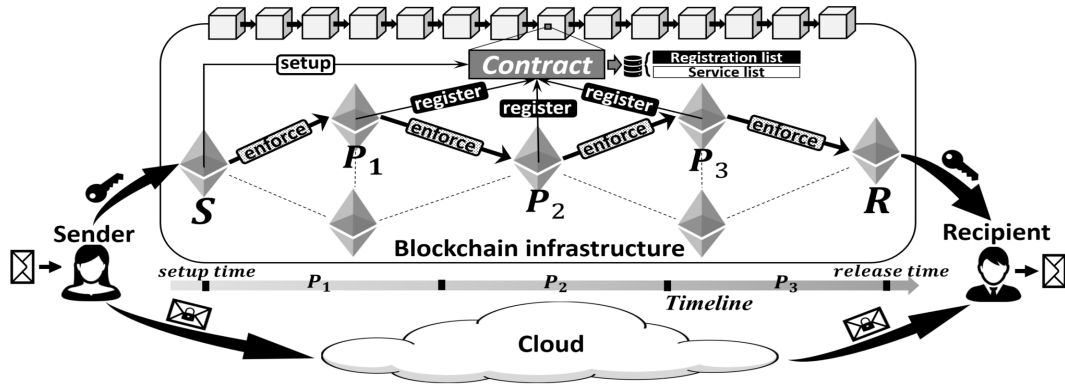 setup
Contract
Registration list
Service list
register
register
register
enforce
enforce
enforce
enforce
P1
P3
S
P2
R
Sender
Blockchain infrastructure
Recipient
setup time
release time
P1
P2
P3
Timeline
Cloud